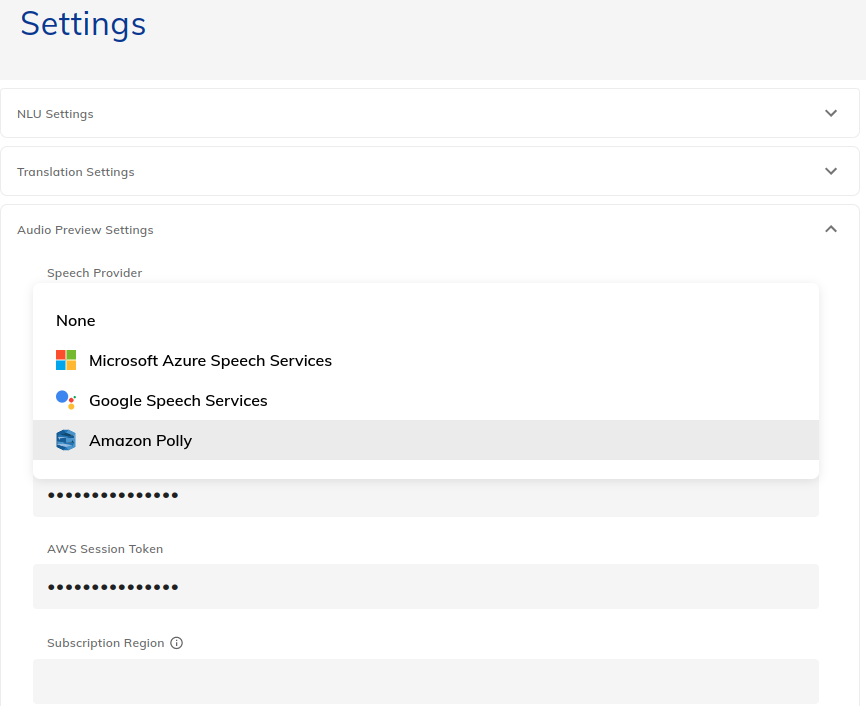 Settings
NLU Settings
Translation Settings
Audio Preview Settings
Speech Provider
None
Microsoft Azure Speech Services
Google Speech Services
Amazon Polly
•••••••••••••••
AWS Session Token
•••••••••••••••
Subscription Region